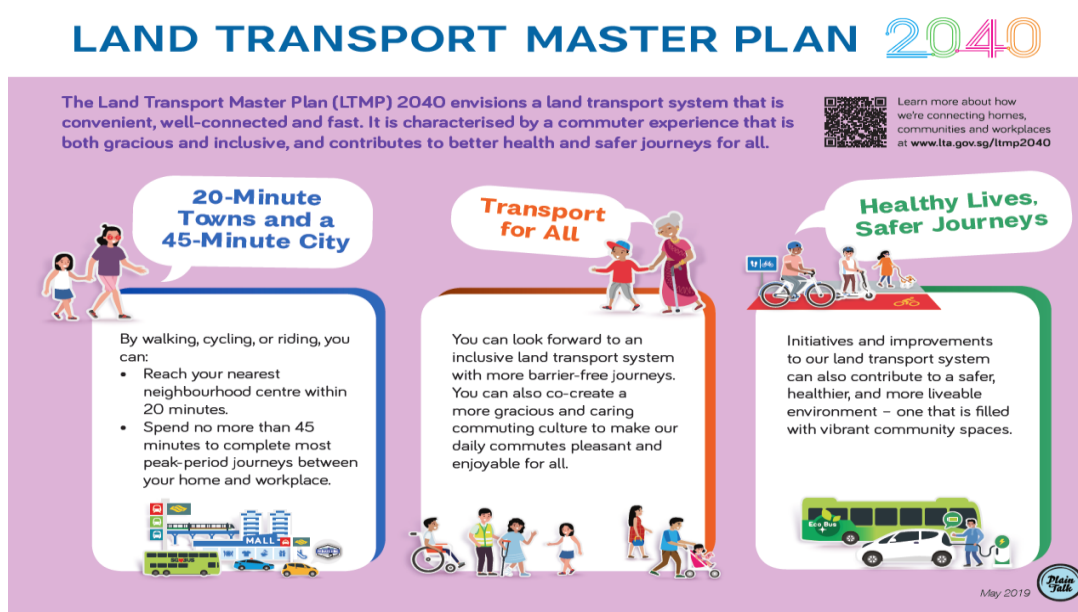 LAND TRANSPORT MASTER PLAN 2040
The Land Transport Master Plan (LTMP) 2040 envisions a land transport system that is
convenient, well-connected and fast. It is characterised by a commuter experience that is
both gracious and inclusive, and contributes to better health and safer journeys for all.
Learn more about how
we're connecting homes,
communities and workplaces
at www.lta.gov.sg/ltmp2040
20-Minute
Towns and a
45-Minute City
By walking, cycling, or riding, you
can:
• Reach your nearest
neighbourhood centre within
20 minutes.
• Spend no more than 45
minutes to complete most
peak-period journeys between
your home and workplace.
MALL
Transport
for All
You can look forward to an
inclusive land transport system
with more barrier-free journeys.
You can also co-create a
more gracious and caring
commuting culture to make our
daily commutes pleasant and
enjoyable for all.
Healthy Lives,
Safer Journeys
Initiatives and improvements
to our land transport system
can also contribute to a safer,
healthier, and more liveable
environment – one that is filled
with vibrant community spaces.
Eco Bus
May 2019
Plain
Talk